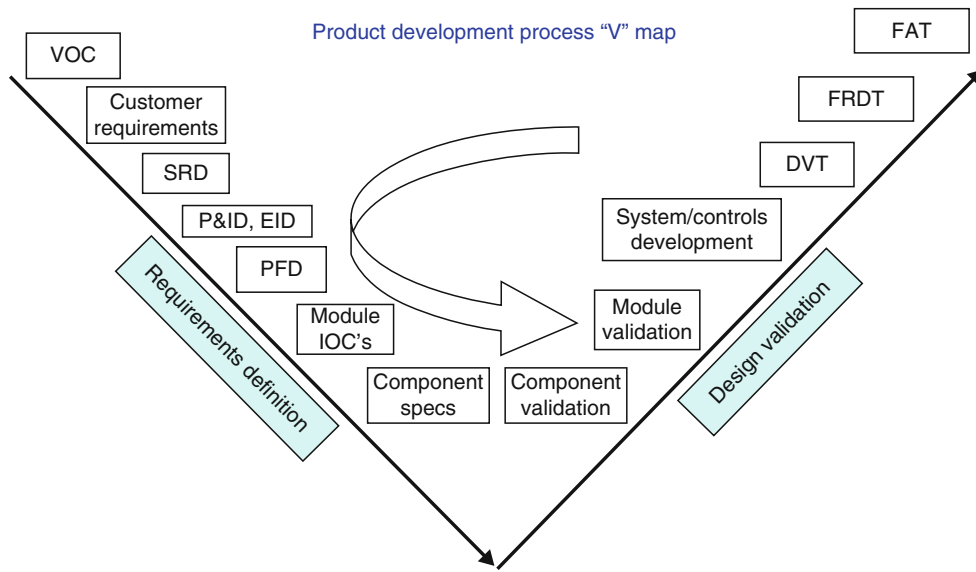 Product development process “V” map
VOC
Customer
requirements
SRD
P&ID, EID
PFD
Module
IOC's
Component
specs
Requirements definition
Component
validation
Module
validation
System/controls
development
DVT
FRDT
FAT
Design validation